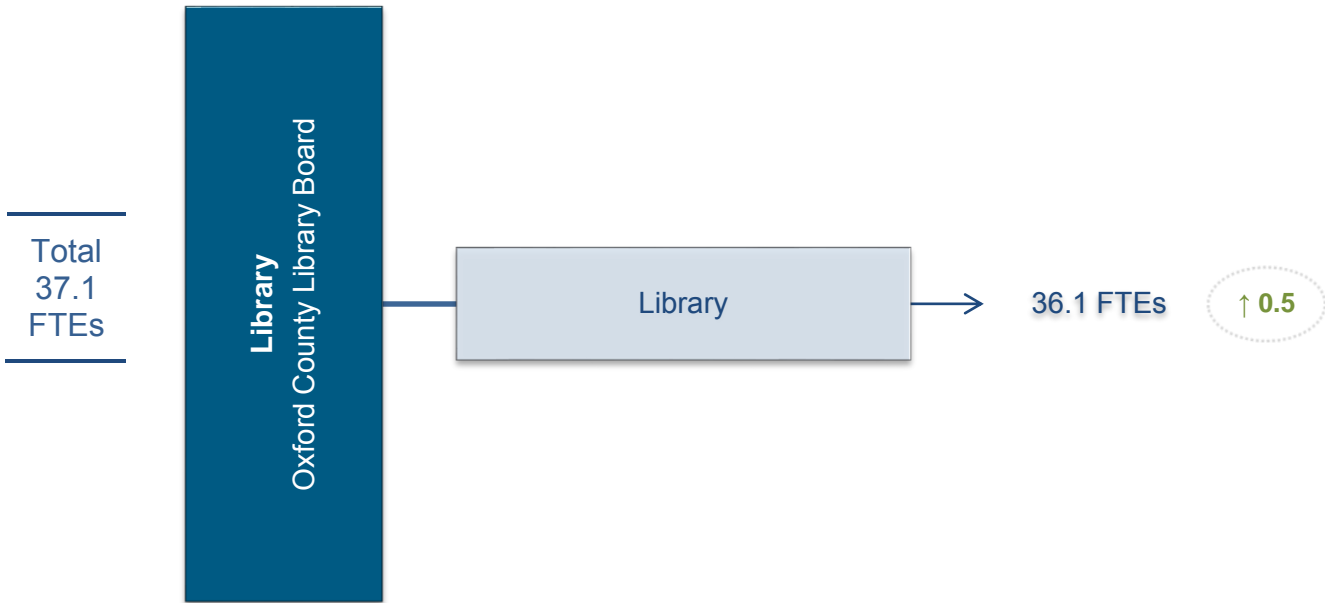 Total
37.1
FTEs
Library
Oxford County Library Board
Library
36.1 FTEs
↑ 0.5